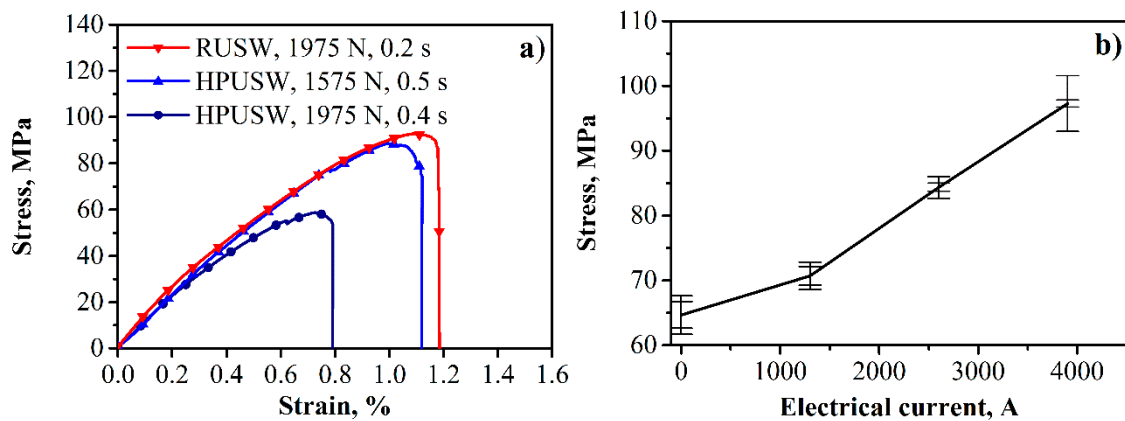 140
120
100
80
60
40
20
0
Stress, MPa
a)
RUSW, 1975 N, 0.2 s
HPUSW, 1575 N, 0.5 s
HPUSW, 1975 N, 0.4 s
0.0 0.2 0.4 0.6 0.8 1.0 1.2 1.4 1.6
Strain, %
110
100
90
80
70
60
Stress, MPa
b)
0 1000 2000 3000 4000
Electrical current, A